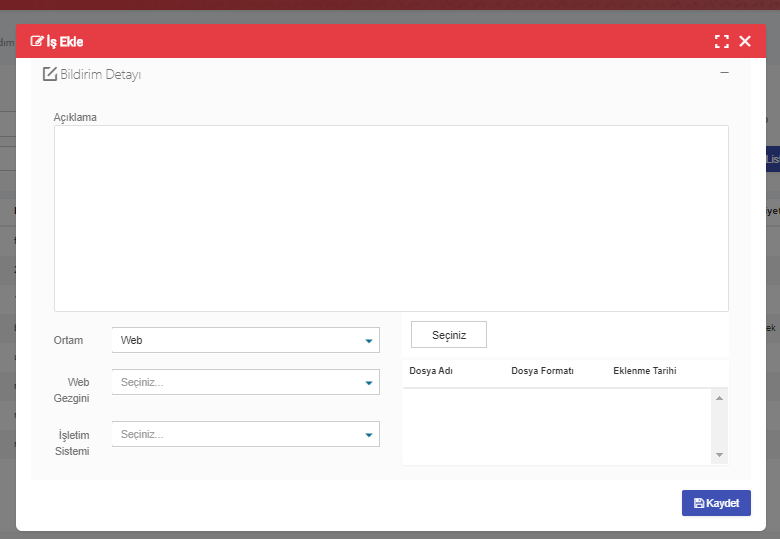 İş Ekle
Bildirim Detayı
Açıklama
Ortam
Web
Seçiniz
Web
Gezgini
Seçiniz...
Dosya Adı Dosya Formatı Eklenme Tarihi
İşletim
Sistemi
Seçiniz...
Kaydet